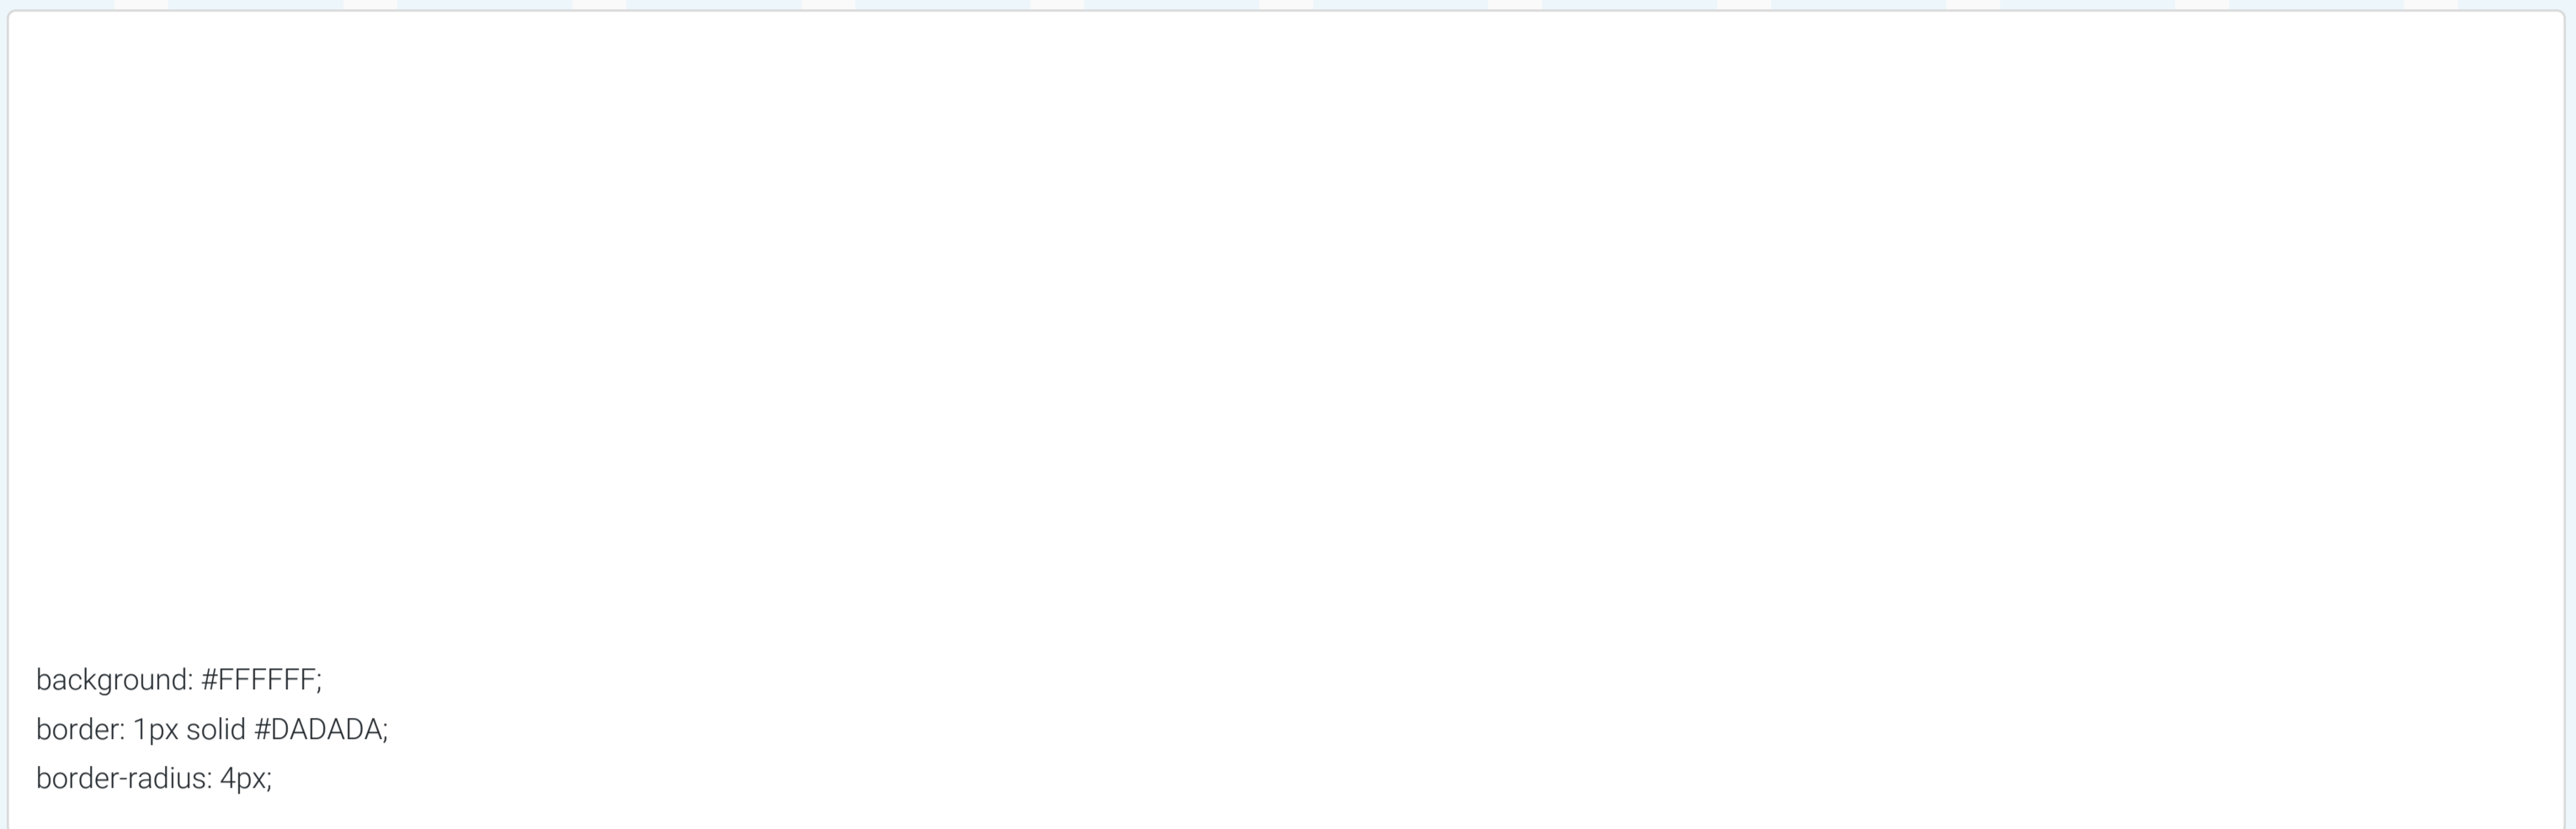 background: #FFFFFF;
border: 1px solid #DADADA;
border-radius: 4px;